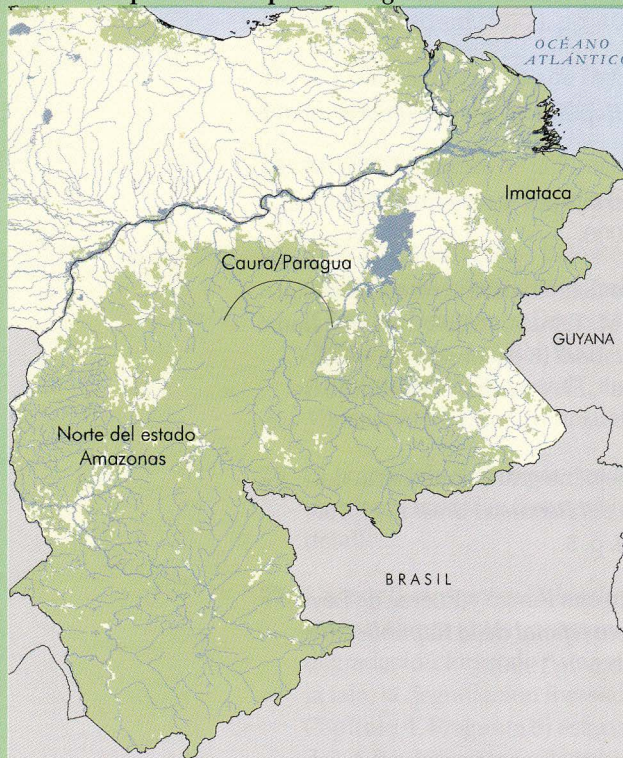 OCÉANO
ATLÁNTICO
Imataca
Caura/Paragua
GUYANA
Norte del estado
Amazonas
BRASIL